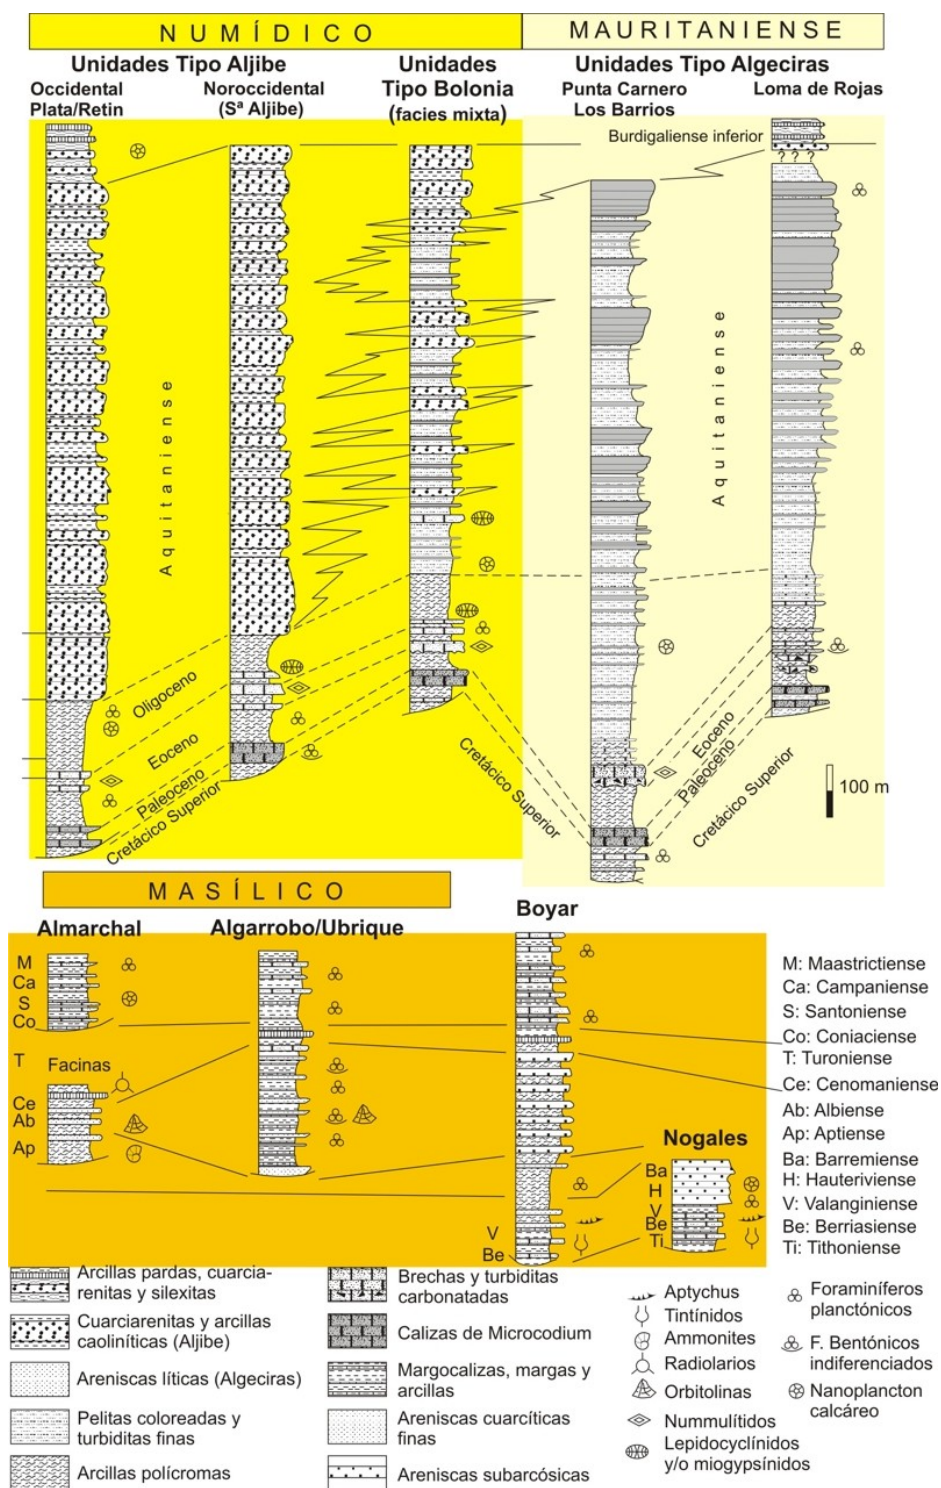 NUMÍDICO
MAURITANIENSE
Unidades Tipo Aljibe
Occidental
Plata/Retin
Noroccidental
(Sª Aljibe)
Unidades
Tipo Bolonia
(facies mixta)
Unidades Tipo Algeciras
Punta Carnero
Los Barrios
Loma de Rojas
Burdigaliense inferior
? ? ?
Aquitaniense
Aquitaniense
Oligoceno
Eoceno
Paleoceno
Cretácico Superior
Cretácico Superior
Eoceno
Paleoceno
Cretácico Superior
100 m
MASÍLICO
Almarchal
Algarrobo/Ubrique
Boyar
M
Ca
S
Co
T
Facinas
Ce
Ab
Ap
V
Be
Nogales
Ba
H
V
Be
Ti
M: Maastrictiense
Ca: Campaniense
S: Santoniense
Co: Coniaciense
T: Turoniense
Ce: Cenomaniense
Ab: Albiense
Ap: Aptiense
Ba: Barremiense
H: Hauteriviense
V: Valanginiense
Be: Berriasiense
Ti: Tithoniense
Arcillas pardas, cuarcia-
renitas y silexitas
Cuarciarenitas y arcillas
caoliníticas (Aljibe)
Areniscas líticas (Algeciras)
Pelitas coloreadas y
turbiditas finas
Arcillas polícromas
Brechas y turbiditas
carbonatadas
Calizas de Microcodium
Margocalizas, margas y
arcillas
Areniscas cuarcíticas
finas
Areniscas subarcósicas
Aptychus
Tintínidos
Ammonites
Radiolarios
Orbitolinas
Nummulítidos
Lepidocyclínidos
y/o miogypsínidos
Foraminíferos
planctónicos
F. Bentónicos
indiferenciados
Nanoplancton
calcáreo